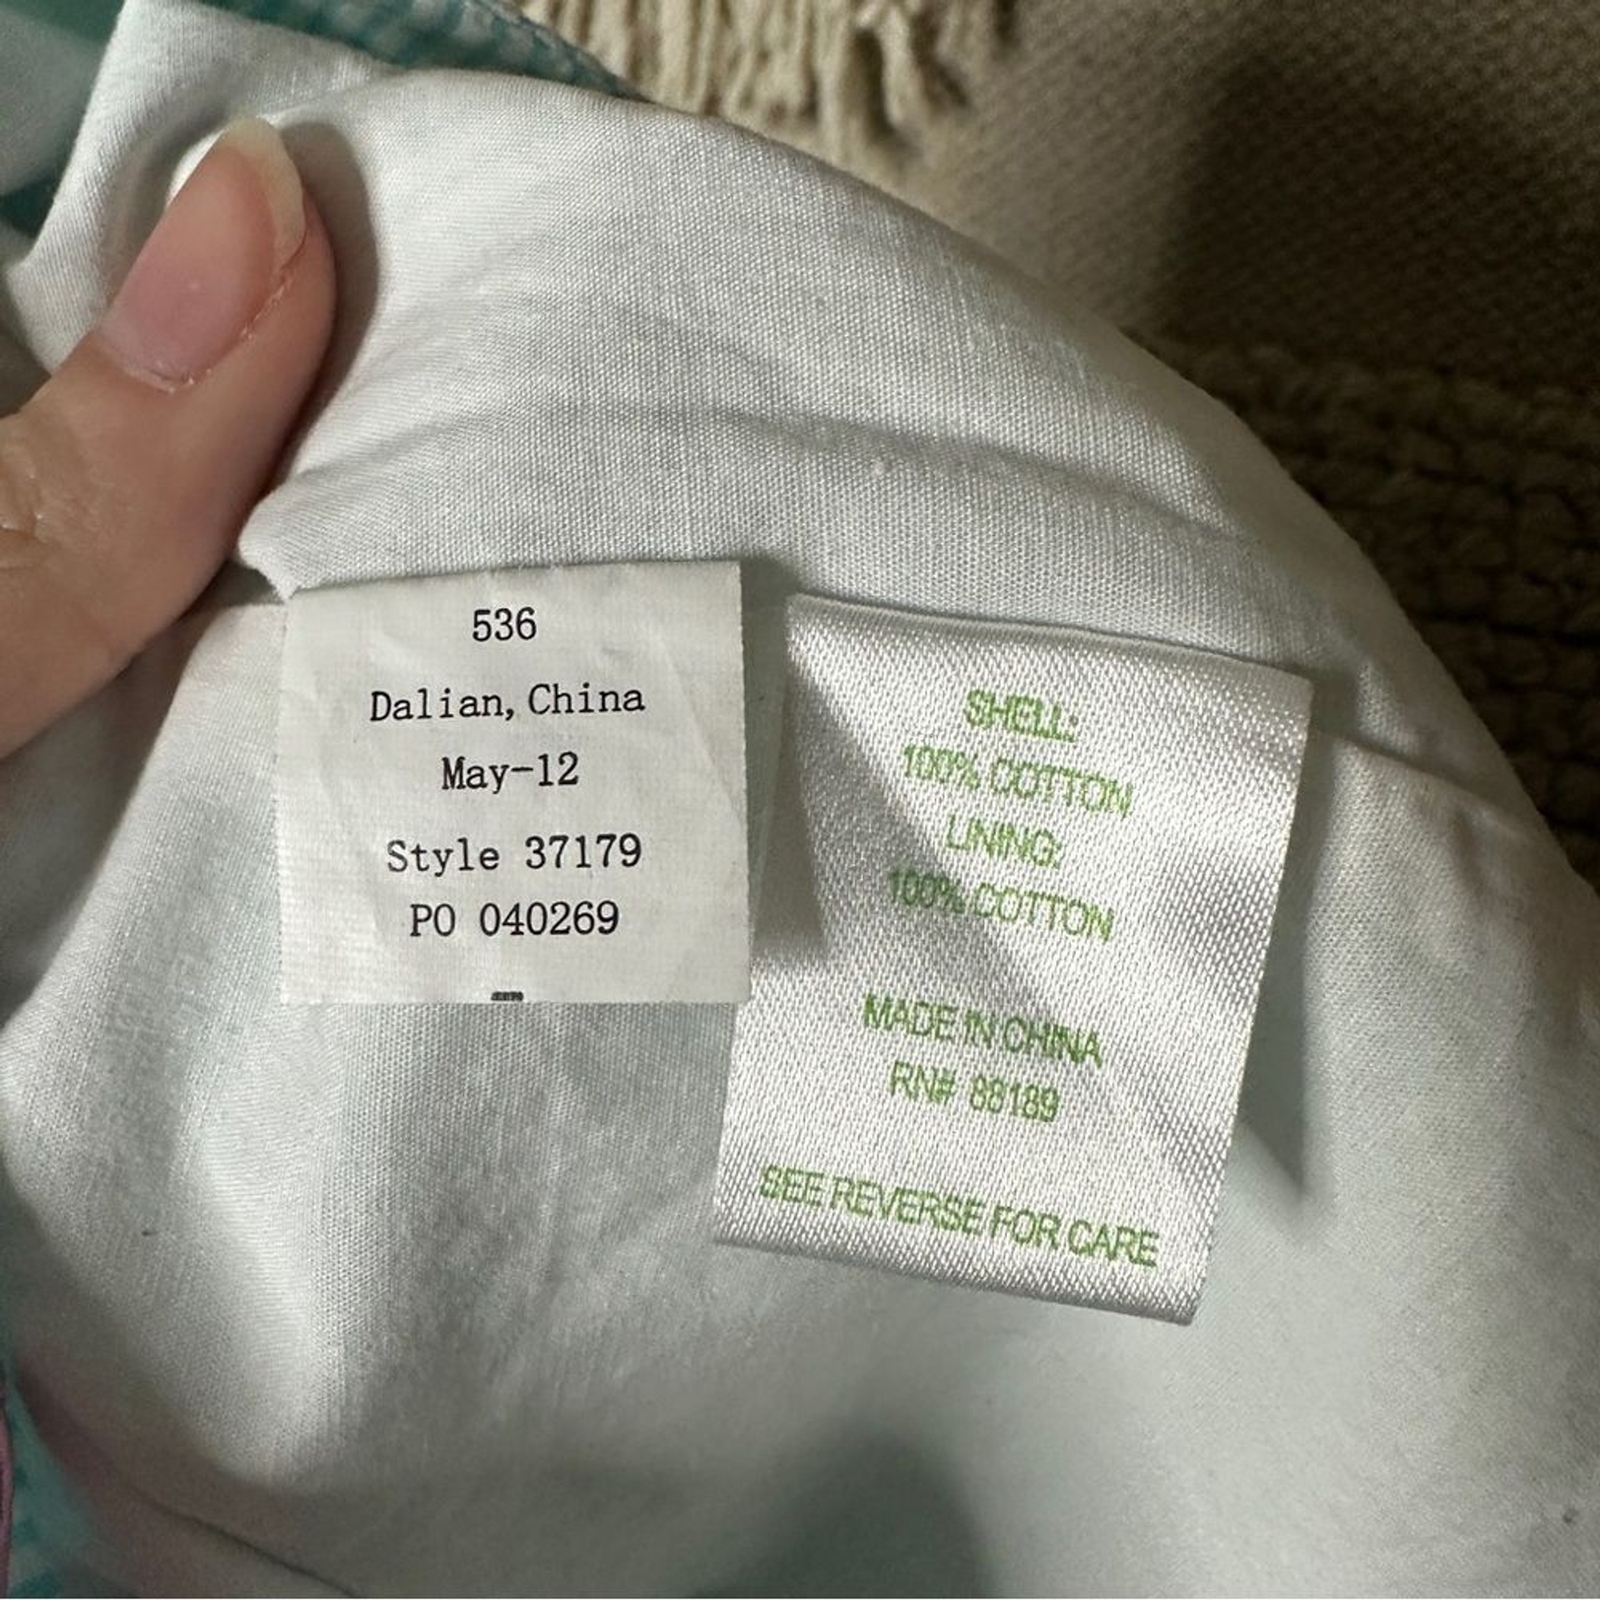 536
Dalian, China
May-12
Style 37179
PO 040269
SHELL:
100% COTTON
LINING:
100% COTTON
MADE IN CHINA
RN# 88189
SEE REVERSE FOR CARE